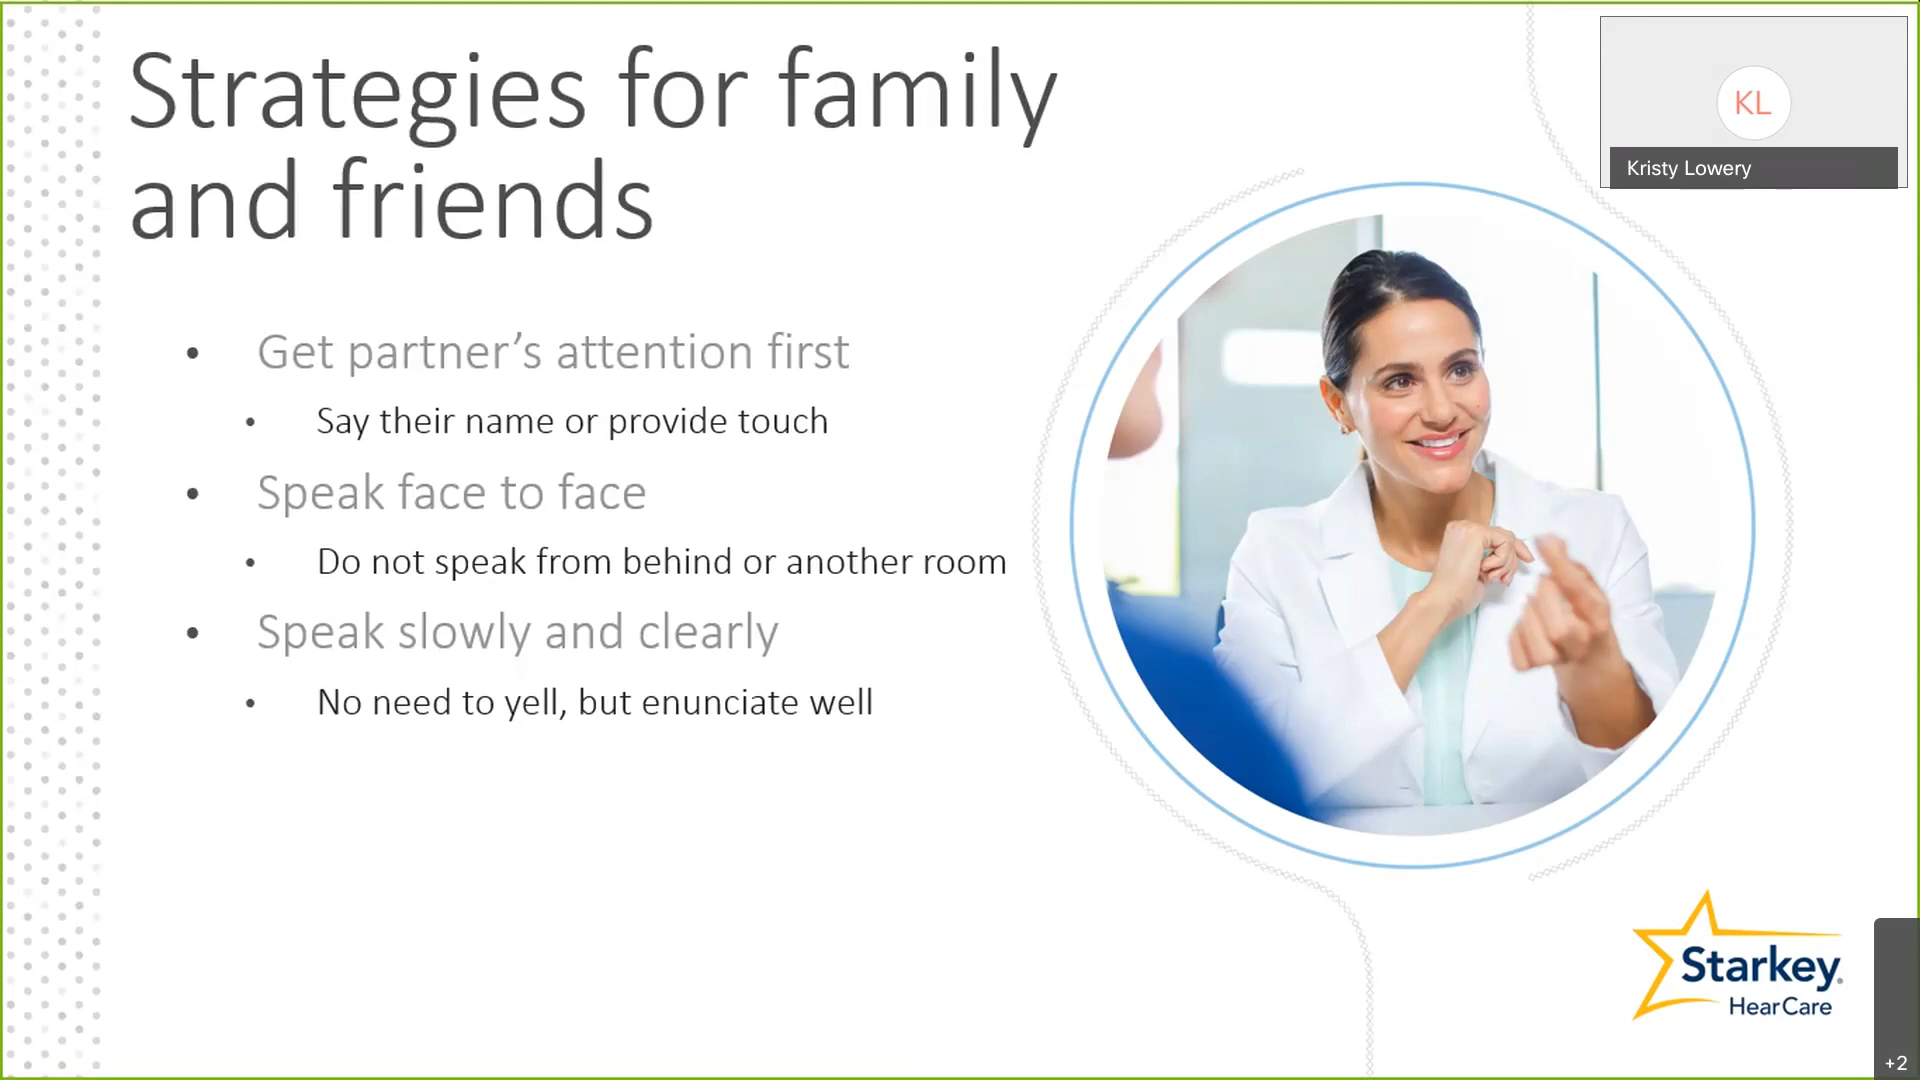 Strategies for family
and friends
• Get partner’s attention first
• Say their name or provide touch
• Speak face to face
• Do not speak from behind or another room
• Speak slowly and clearly
• No need to yell, but enunciate well
KL
Kristy Lowery
Starkey.
HearCare
+2